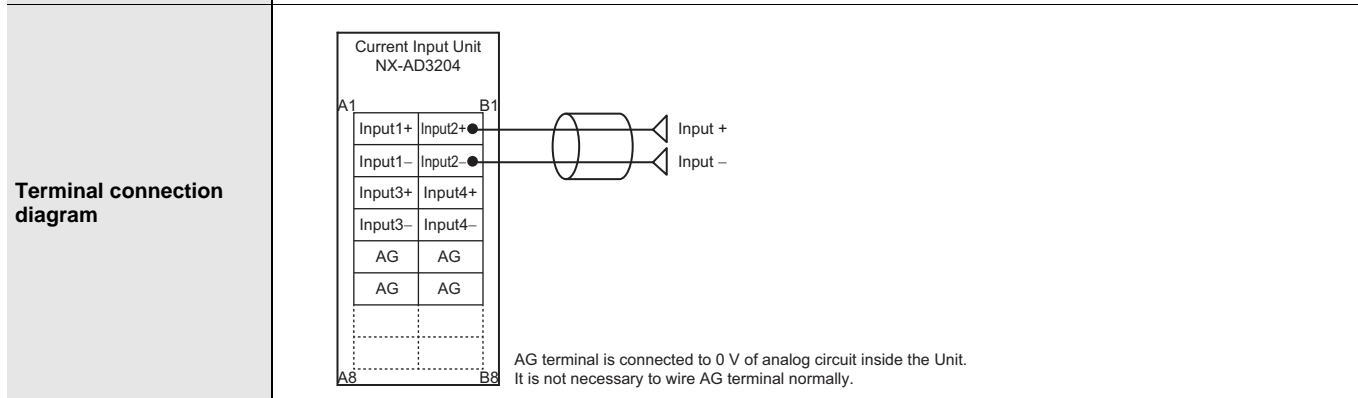 Terminal connection
diagram
Current Input Unit
NX-AD3204
A1 B1
Input1+ Input2+ Input +
Input1– Input2– Input –
Input3+ Input4+
Input3– Input4–
AG AG
AG AG
A8 B8
AG terminal is connected to 0 V of analog circuit inside the Unit.
It is not necessary to wire AG terminal normally.